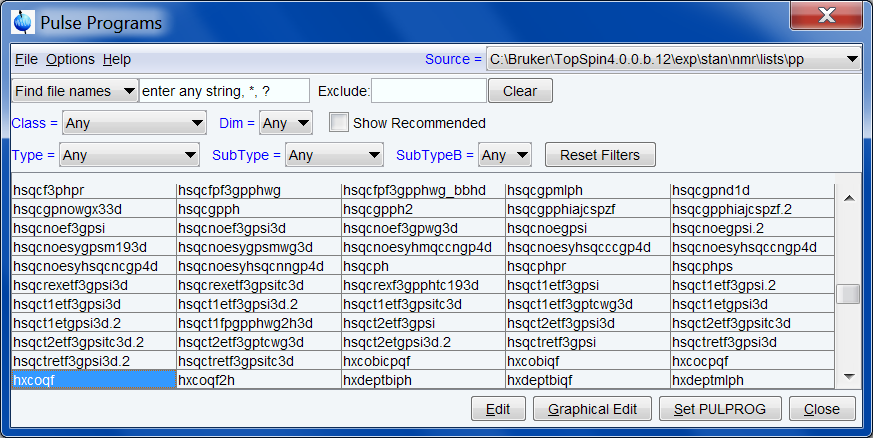 Pulse Programs
File Options Help Source = C:\Bruker\TopSpin4.0.0.b.12\exp\stan\nmr\lists\pp
Find file names enter any string, *, ? Exclude: Clear
Class = Any Dim = Any Show Recommended
Type = Any SubType = Any SubTypeB = Any Reset Filters
hsqcf3phpr hsqcfpf3gpphwg hsqcfpf3gpphwg_bbhd hsqcgpmlph hsqcgpnd1d
hsqcgpnowgx33d hsqcgpph hsqcgpph2 hsqcgpphiajcspzf hsqcgpphiajcspzf.2
hsqcnoef3gpsi hsqcnoef3gpsi3d hsqcnoef3gpwg3d hsqcnoegpsi hsqcnoegpsi.2
hsqcnoesygpsm193d hsqcnoesygpsmwg3d hsqcnoesyhmqccngp4d hsqcnoesyhsqcccgp4d hsqcnoesyhsqccngp4d
hsqcnoesyhsqcncgp4d hsqcnoesyhsqcnngp4d hsqcph hsqcphpr hsqcphps
hsqcrexetf3gpsi3d hsqcrexetf3gpsitc3d hsqcrexf3gpphtc193d hsqct1etf3gpsi hsqct1etf3gpsi.2
hsqct1etf3gpsi3d hsqct1etf3gpsi3d.2 hsqct1etf3gpsitc3d hsqct1etf3gptcwg3d hsqct1etgpsi3d
hsqct1etgpsi3d.2 hsqct1fpgpphwg2h3d hsqct2etf3gpsi hsqct2etf3gpsi3d hsqct2etf3gpsitc3d
hsqct2etf3gpsitc3d.2 hsqct2etf3gptcwg3d hsqct2etgpsi3d.2 hsqctretf3gpsi hsqctretf3gpsi3d
hsqctretf3gpsi3d.2 hsqctretf3gpsitc3d hxcobicpqf hxcobiqf hxcocpqf
hxcoqf hxcoqf2h hxdeptbiph hxdeptbiqf hxdeptmlph
Edit Graphical Edit Set PULPROG Close